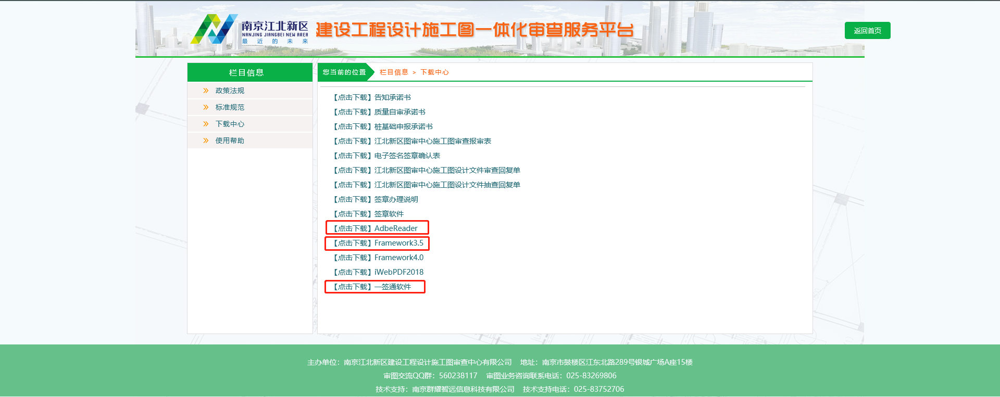 南京江北新区
NANJING JIANGBEI NEW AREA
最近的未来
建设工程设计施工图一体化审查服务平台
返回首页
栏目信息
政策法规
标准规范
下载中心
使用帮助
您当前的位置 栏目信息 > 下载中心
【点击下载】告知承诺书
【点击下载】质量自审承诺书
【点击下载】桩基础申报承诺书
【点击下载】江北新区图审中心施工图审查报审表
【点击下载】电子签名签章确认表
【点击下载】江北新区图审中心施工图设计文件审查回复单
【点击下载】江北新区图审中心施工图设计文件抽查回复单
【点击下载】签章办理说明
【点击下载】签章软件
【点击下载】AdbeReader
【点击下载】Framework3.5
【点击下载】Framework4.0
【点击下载】iWebPDF2018
【点击下载】一签通软件
主办单位：南京江北新区建设工程设计施工图审查中心有限公司 地址：南京市鼓楼区江东北路289号银城广场A座15楼
审图交流QQ群：560238117 审图业务咨询联系电话：025-83269806
技术支持：南京群耀智远信息科技有限公司 技术支持电话：025-83752706